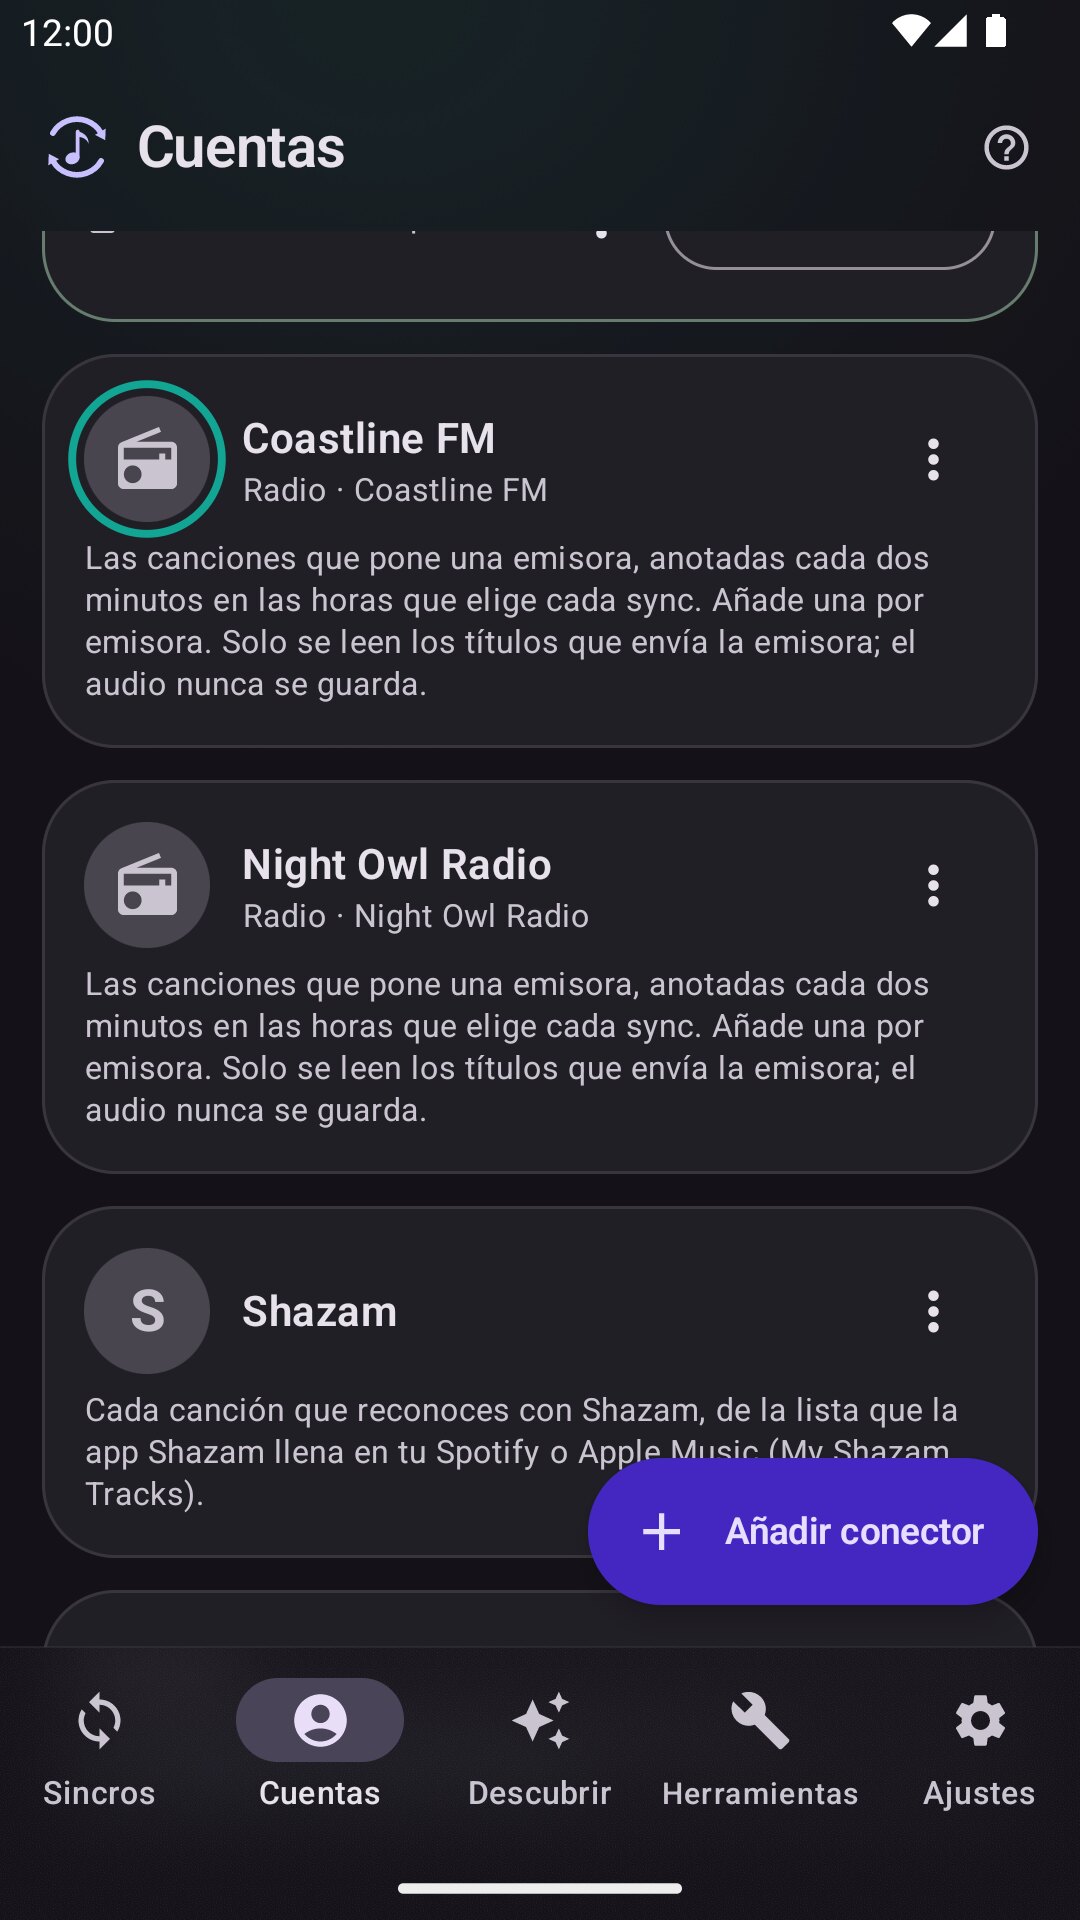 12:00
Cuentas
Coastline FM
Radio · Coastline FM
Las canciones que pone una emisora, anotadas cada dos
minutos en las horas que elige cada sync. Añade una por
emisora. Solo se leen los títulos que envía la emisora; el
audio nunca se guarda.
Night Owl Radio
Radio · Night Owl Radio
Las canciones que pone una emisora, anotadas cada dos
minutos en las horas que elige cada sync. Añade una por
emisora. Solo se leen los títulos que envía la emisora; el
audio nunca se guarda.
S
Shazam
Cada canción que reconoces con Shazam, de la lista que la
app Shazam llena en tu Spotify o Apple Music (My Shazam
Tracks).
Añadir conector
Sincros
Cuentas
Descubrir
Herramientas
Ajustes